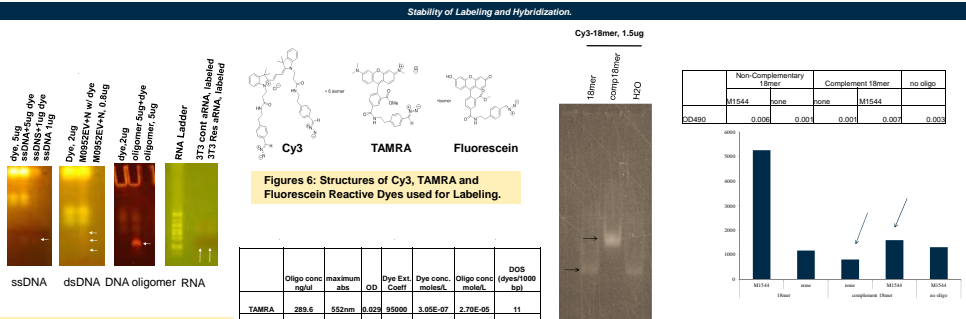 Stability of Labeling and Hybridization.
dye, 5ug
ssDNA+5ug dye
ssDNS+1ug dye
ssDNA 1ug
Dye, 2ug
M0952EV+N w/ dye
M0952EV+N, 0.8ug
dye,2ug
oligomer 5ug+dye
oligomer, 5ug
RNA Ladder
3T3 cont aRNA, labeled
3T3 Res aRNA, labeled
ssDNA dsDNA DNA oligomer RNA
+ 6 isomer
Cy3 TAMRA Fluorescein
Figures 6: Structures of Cy3, TAMRA and
Fluorescein Reactive Dyes used for Labeling.
Oligo conc ng/ul maximum abs OD Dye Ext. Coeff Dye conc. moles/L Oligo conc mole/L DOS (dyes/1000 bp)
TAMRA 289.6 552nm 0.029 95000 3.05E-07 2.70E-05 11
Cy3-18mer, 1.5ug
18mer
comp18mer
H2O
Non-Complementary 18mer Complement 18mer no oligo
M1544 none none M1544
OD490 0.006 0.001 0.001 0.007 0.003
6000
5000
4000
3000
2000
1000
0
M1544 none none M1544 none
18mer complement 18mer no-oligo